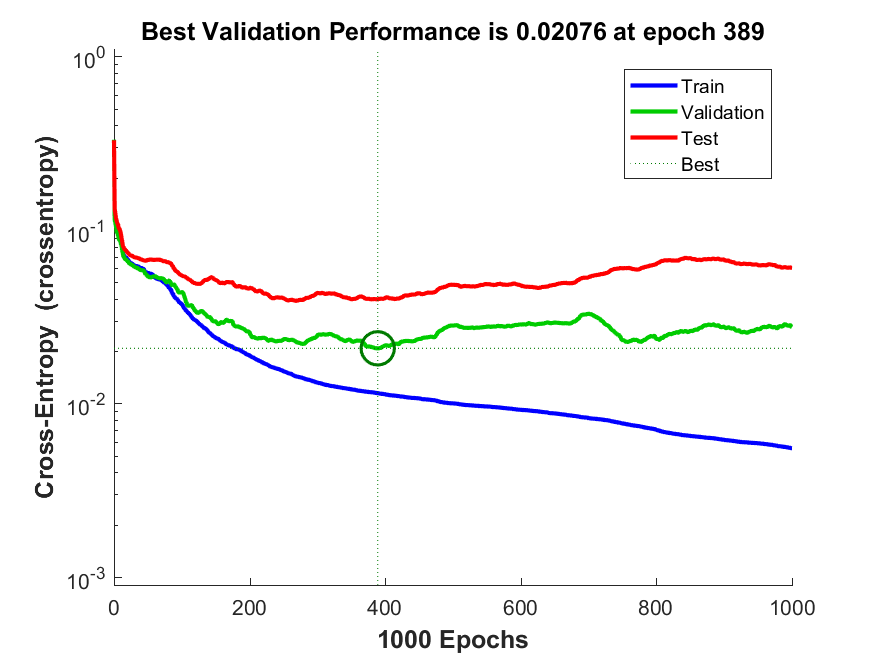 Best Validation Performance is 0.02076 at epoch 389
10^0
10^-1
10^-2
10^-3
Cross-Entropy (crossentropy)
Train
Validation
Test
Best
0 200 400 600 800 1000
1000 Epochs